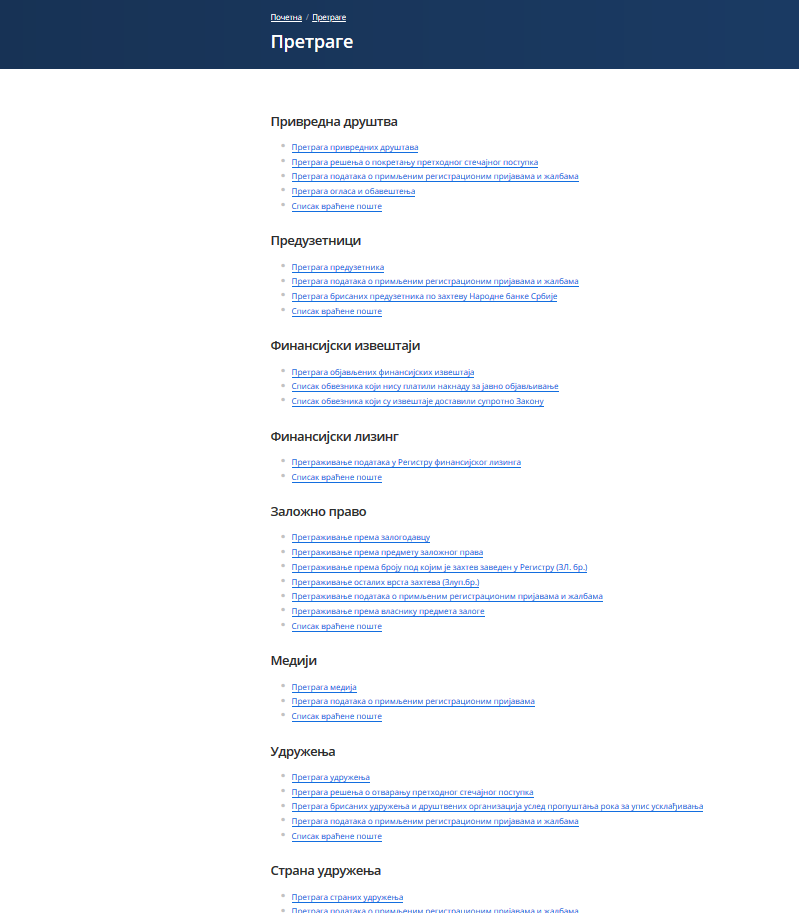 Почетна / Претраге
Претраге
Привредна друштва
Претрага привредних друштава
Претрага решења о покретању претходног стечајног поступка
Претрага података о примљеним регистрационим пријавама и жалбама
Претрага огласа и обавештења
Списак враћене поште
Предузетници
Претрага предузетника
Претрага података о примљеним регистрационим пријавама и жалбама
Претрага брисаних предузетника по захтеву Народне банке Србије
Списак враћене поште
Финансијски извештаји
Претрага објављених финансијских извештаја
Списак обвезника који нису платили накнаду за јавно објављивање
Списак обвезника који су извештаје доставили супротно Закону
Финансијски лизинг
Претраживање података у Регистру финансијског лизинга
Списак враћене поште
Заложно право
Претраживање према залогодавцу
Претраживање према предмету заложног права
Претраживање према броју под којим је захтев заведен у Регистру (ЗЛ. бр.)
Претраживање осталих врста захтева (Злуп.бр.)
Претраживање података о примљеним регистрационим пријавама и жалбама
Претраживање према власнику предмета залоге
Списак враћене поште
Медији
Претрага медија
Претрага података о примљеним регистрационим пријавама
Списак враћене поште
Удружења
Претрага удружења
Претрага решења о отварању претходног стечајног поступка
Претрага брисаних удружења и друштвених организација услед пропуштања рока за упис усклађивања
Претрага података о примљеним регистрационим пријавама и жалбама
Списак враћене поште
Страна удружења
Претрага страних удружења
Претрага података о примљеним регистрационим пријавама и жалбама